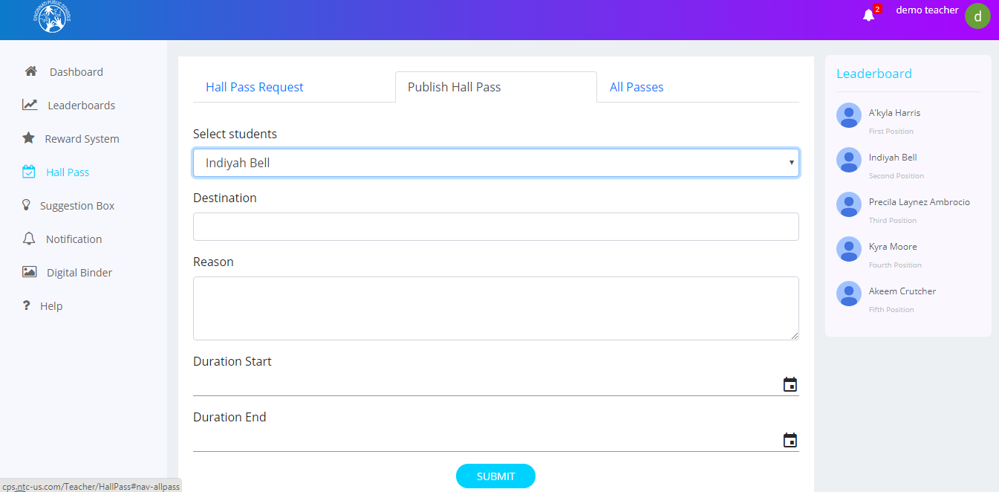 CINCINNATI PUBLIC SCHOOLS
2
demo teacher
d
Dashboard
Leaderboards
Reward System
Hall Pass
Suggestion Box
Notification
Digital Binder
? Help
Hall Pass Request
Publish Hall Pass
All Passes
Select students
Indiyah Bell
Destination
Reason
Duration Start
Duration End
SUBMIT
Leaderboard
A'kyla Harris
First Position
Indiyah Bell
Second Position
Precila Laynez Ambrocio
Third Position
Kyra Moore
Fourth Position
Akeem Crutcher
Fifth Position
cps.ntc-us.com/Teacher/HallPass#nav-allpass